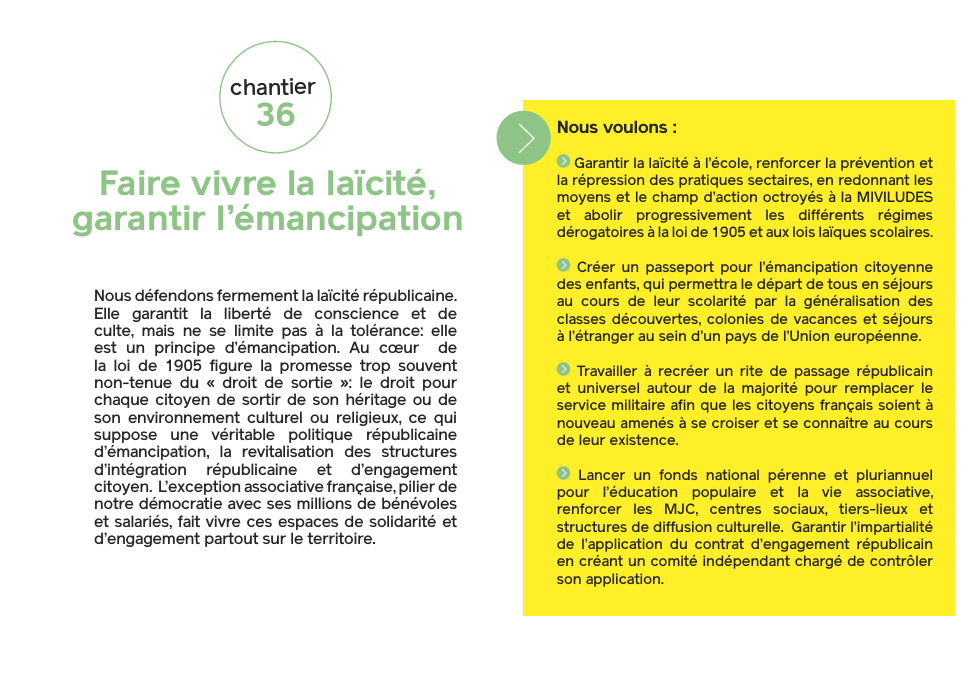 chantier
36
Faire vivre la laïcité,
garantir l'émancipation
Nous défendons fermement la laïcité républicaine.
Elle garantit la liberté de conscience et de
culte, mais ne se limite pas à la tolérance: elle
est un principe d'émancipation. Au cœur de
la loi de 1905 figure la promesse trop souvent
non-tenue du « droit de sortie »: le droit pour
chaque citoyen de sortir de son héritage ou de
son environnement culturel ou religieux, ce qui
suppose une véritable politique républicaine
d'émancipation, la revitalisation des structures
d'intégration républicaine et d'engagement
citoyen. L'exception associative française, pilier de
notre démocratie avec ses millions de bénévoles
et salariés, fait vivre ces espaces de solidarité et
d'engagement partout sur le territoire.
Nous voulons :
Garantir la laïcité à l'école, renforcer la prévention et
la répression des pratiques sectaires, en redonnant les
moyens et le champ d'action octroyés à la MIVILUDES
et abolir progressivement les différents régimes
dérogatoires à la loi de 1905 et aux lois laïques scolaires.
Créer un passeport pour l'émancipation citoyenne
des enfants, qui permettra le départ de tous en séjours
au cours de leur scolarité par la généralisation des
classes découvertes, colonies de vacances et séjours
à l'étranger au sein d'un pays de l'Union européenne.
Travailler à recréer un rite de passage républicain
et universel autour de la majorité pour remplacer le
service militaire afin que les citoyens français soient à
nouveau amenés à se croiser et se connaître au cours
de leur existence.
Lancer un fonds national pérenne et pluriannuel
pour l'éducation populaire et la vie associative,
renforcer les MJC, centres sociaux, tiers-lieux et
structures de diffusion culturelle. Garantir l'impartialité
de l'application du contrat d'engagement républicain
en créant un comité indépendant chargé de contrôler
son application.